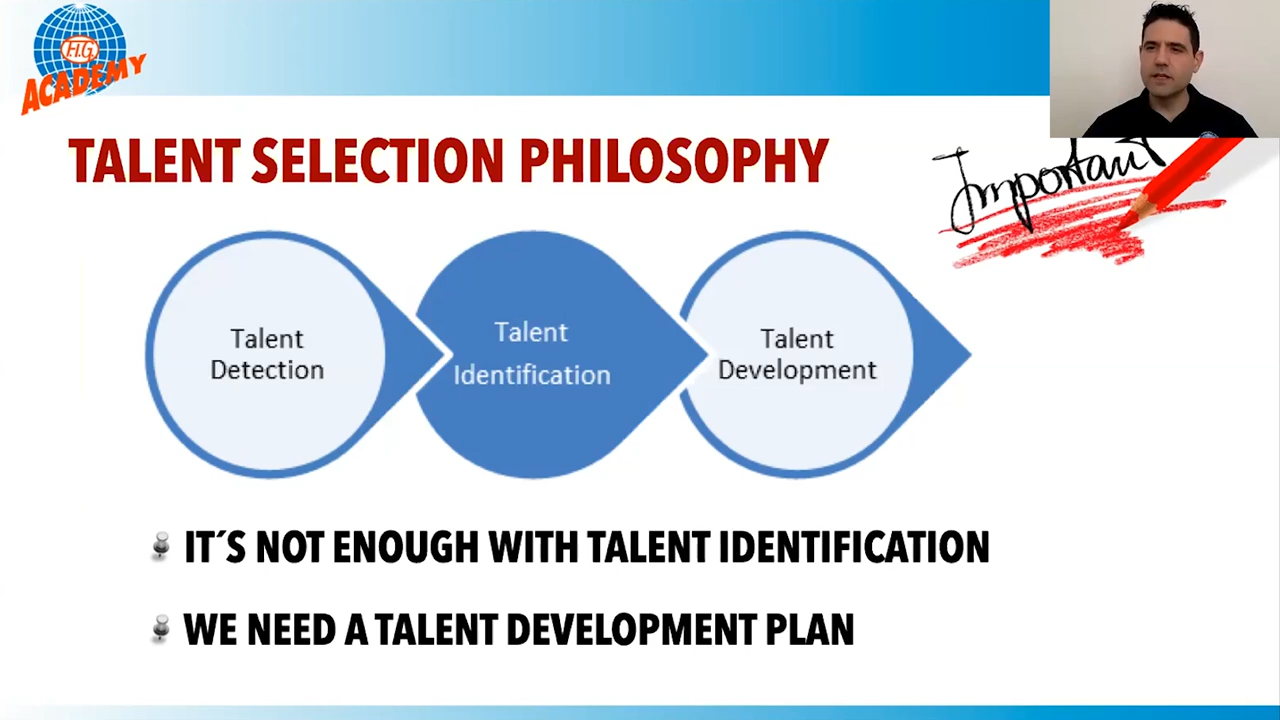 F.I.G.
ACADEMY
TALENT SELECTION PHILOSOPHY
Important
Talent
Detection
Talent
Identification
Talent
Development
IT´S NOT ENOUGH WITH TALENT IDENTIFICATION
WE NEED A TALENT DEVELOPMENT PLAN